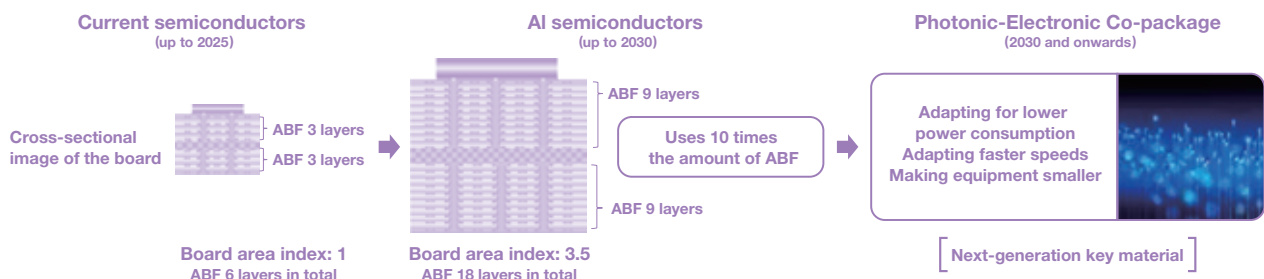 Current semiconductors
(up to 2025)
AI semiconductors
(up to 2030)
Photonic-Electronic Co-package
(2030 and onwards)
Cross-sectional
image of the board
ABF 3 layers
ABF 3 layers
ABF 9 layers
ABF 9 layers
Uses 10 times
the amount of ABF
Adapting for lower
power consumption
Adapting faster speeds
Making equipment smaller
Board area index: 1
ABF 6 layers in total
Board area index: 3.5
ABF 18 layers in total
Next-generation key material